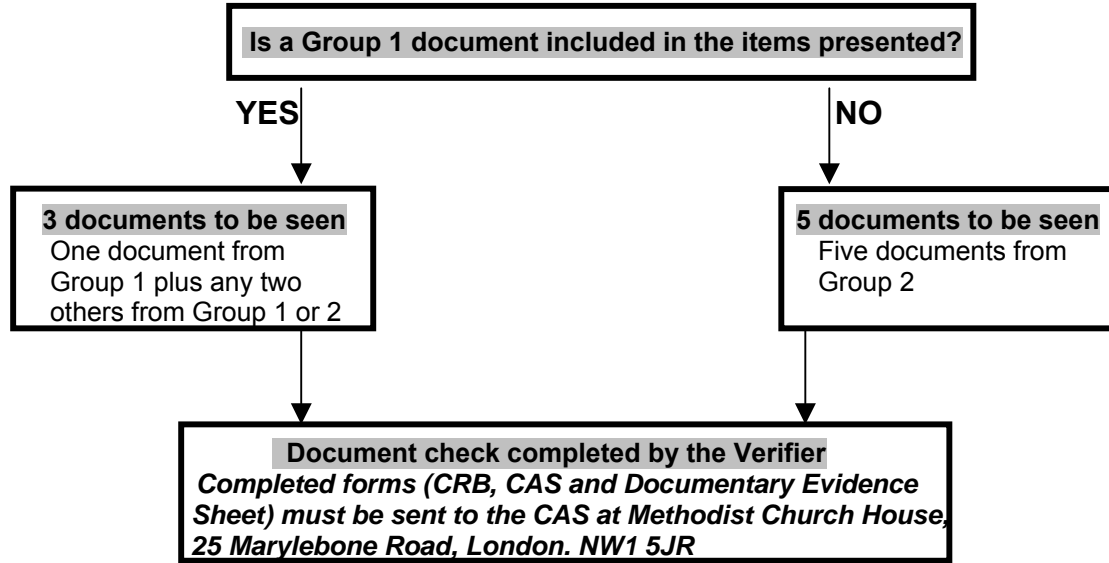 Is a Group 1 document included in the items presented?
YES
NO
3 documents to be seen
One document from
Group 1 plus any two
others from Group 1 or 2
5 documents to be seen
Five documents from
Group 2
Document check completed by the Verifier
Completed forms (CRB, CAS and Documentary Evidence
Sheet) must be sent to the CAS at Methodist Church House,
25 Marylebone Road, London. NW1 5JR